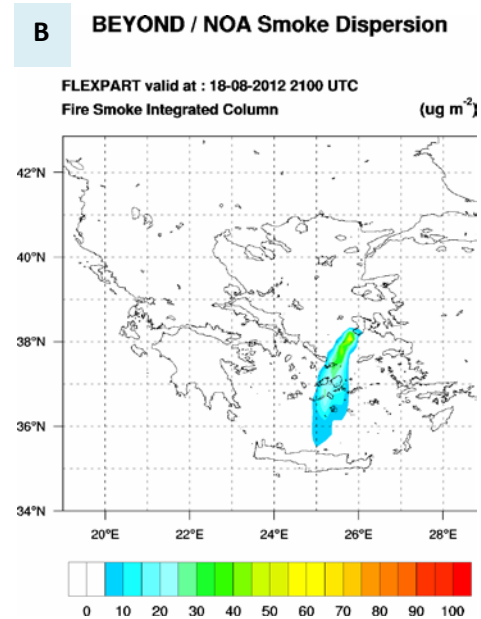 B
BEYOND / NOA Smoke Dispersion
FLEXPART valid at : 18-08-2012 2100 UTC
Fire Smoke Integrated Column (ug m⁻²)
42°N
40°N
38°N
36°N
34°N
20°E 22°E 24°E 26°E 28°E
0 10 20 25 30 40 50 60 70 80 90 100